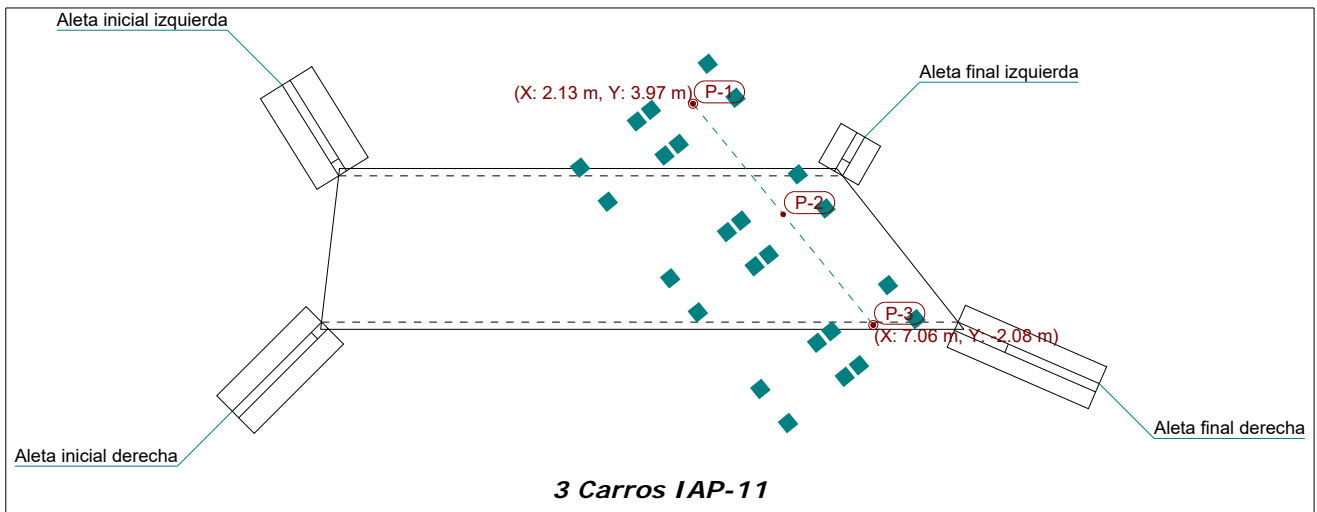 Aleta inicial izquierda
Aleta final izquierda
(X: 2.13 m, Y: 3.97 m)
P-1
P-2
P-3
(X: 7.06 m, Y: -2.08 m)
Aleta final derecha
Aleta inicial derecha
3 Carros IAP-11